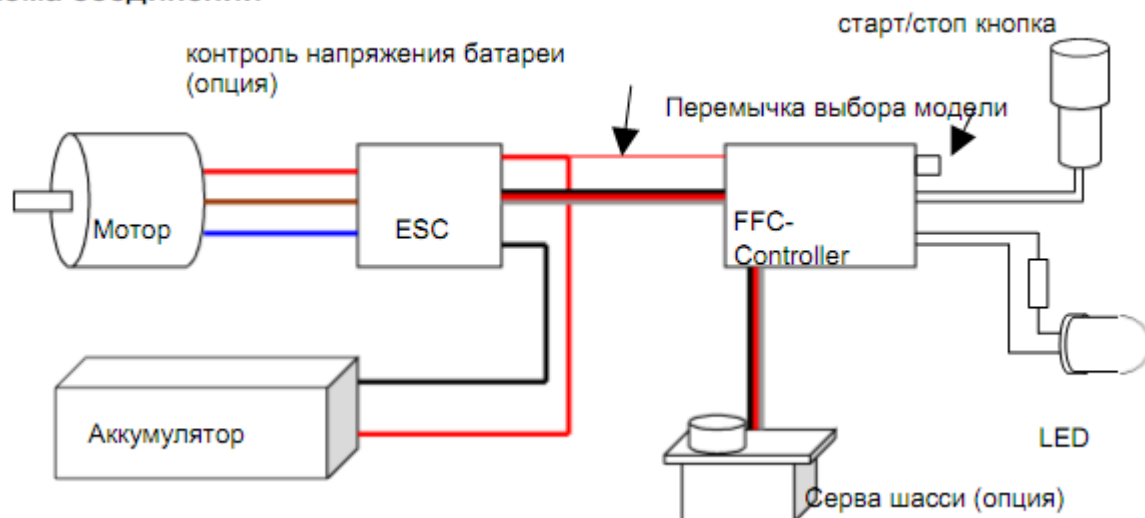 старт/стоп кнопка
контроль напряжения батареи
(опция)
Перемычка выбора модели
Мотор
ESC
FFC-
Controller
Аккумулятор
LED
Серва шасси (опция)